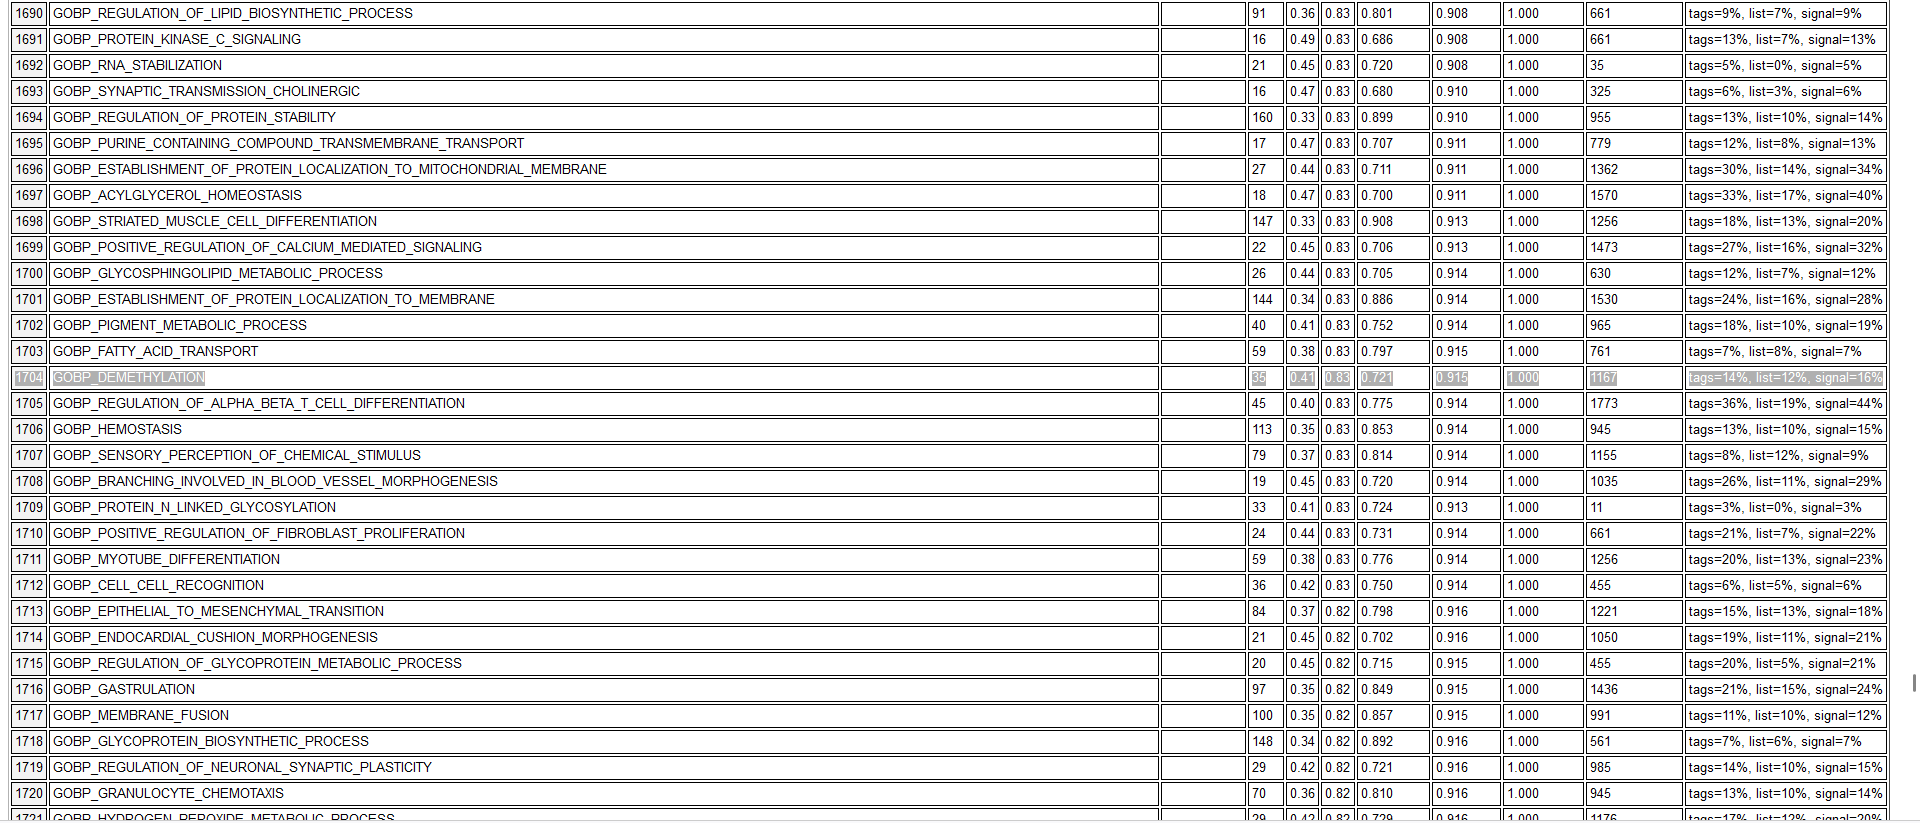 1690 GOBP_REGULATION_OF_LIPID_BIOSYNTHETIC_PROCESS 91 0.36 0.83 0.801 0.908 1.000 661 tags=9%, list=7%, signal=9%
1691 GOBP_PROTEIN_KINASE_C_SIGNALING 16 0.49 0.83 0.686 0.908 1.000 661 tags=13%, list=7%, signal=13%
1692 GOBP_RNA_STABILIZATION 21 0.45 0.83 0.720 0.908 1.000 35 tags=5%, list=0%, signal=5%
1693 GOBP_SYNAPTIC_TRANSMISSION_CHOLINERGIC 16 0.47 0.83 0.680 0.910 1.000 325 tags=6%, list=3%, signal=6%
1694 GOBP_REGULATION_OF_PROTEIN_STABILITY 160 0.33 0.83 0.899 0.910 1.000 955 tags=13%, list=10%, signal=14%
1695 GOBP_PURINE_CONTAINING_COMPOUND_TRANSMEMBRANE_TRANSPORT 17 0.47 0.83 0.707 0.911 1.000 779 tags=12%, list=8%, signal=13%
1696 GOBP_ESTABLISHMENT_OF_PROTEIN_LOCALIZATION_TO_MITOCHONDRIAL_MEMBRANE 27 0.44 0.83 0.711 0.911 1.000 1362 tags=30%, list=14%, signal=34%
1697 GOBP_ACYLGLYCEROL_HOMEOSTASIS 18 0.47 0.83 0.700 0.911 1.000 1570 tags=33%, list=17%, signal=40%
1698 GOBP_STRIATED_MUSCLE_CELL_DIFFERENTIATION 147 0.33 0.83 0.908 0.913 1.000 1256 tags=18%, list=13%, signal=20%
1699 GOBP_POSITIVE_REGULATION_OF_CALCIUM_MEDIATED_SIGNALING 22 0.45 0.83 0.706 0.913 1.000 1473 tags=27%, list=16%, signal=32%
1700 GOBP_GLYCOSPHINGOLIPID_METABOLIC_PROCESS 26 0.44 0.83 0.705 0.914 1.000 630 tags=12%, list=7%, signal=12%
1701 GOBP_ESTABLISHMENT_OF_PROTEIN_LOCALIZATION_TO_MEMBRANE 144 0.34 0.83 0.886 0.914 1.000 1530 tags=24%, list=16%, signal=28%
1702 GOBP_PIGMENT_METABOLIC_PROCESS 40 0.41 0.83 0.752 0.914 1.000 965 tags=18%, list=10%, signal=19%
1703 GOBP_FATTY_ACID_TRANSPORT 59 0.38 0.83 0.797 0.915 1.000 761 tags=7%, list=8%, signal=7%
1704 GOBP_DEMETHYLATION 35 0.41 0.83 0.721 0.915 1.000 1167 tags=14%, list=12%, signal=16%
1705 GOBP_REGULATION_OF_ALPHA_BETA_T_CELL_DIFFERENTIATION 45 0.40 0.83 0.775 0.914 1.000 1773 tags=36%, list=19%, signal=44%
1706 GOBP_HEMOSTASIS 113 0.35 0.83 0.853 0.914 1.000 945 tags=13%, list=10%, signal=15%
1707 GOBP_SENSORY_PERCEPTION_OF_CHEMICAL_STIMULUS 79 0.37 0.83 0.814 0.914 1.000 1155 tags=8%, list=12%, signal=9%
1708 GOBP_BRANCHING_INVOLVED_IN_BLOOD_VESSEL_MORPHOGENESIS 19 0.45 0.83 0.720 0.914 1.000 1035 tags=26%, list=11%, signal=29%
1709 GOBP_PROTEIN_N_LINKED_GLYCOSYLATION 33 0.41 0.83 0.724 0.913 1.000 11 tags=3%, list=0%, signal=3%
1710 GOBP_POSITIVE_REGULATION_OF_FIBROBLAST_PROLIFERATION 24 0.44 0.83 0.731 0.914 1.000 661 tags=21%, list=7%, signal=22%
1711 GOBP_MYOTUBE_DIFFERENTIATION 59 0.38 0.83 0.776 0.914 1.000 1256 tags=20%, list=13%, signal=23%
1712 GOBP_CELL_CELL_RECOGNITION 36 0.42 0.83 0.750 0.914 1.000 455 tags=6%, list=5%, signal=6%
1713 GOBP_EPITHELIAL_TO_MESENCHYMAL_TRANSITION 84 0.37 0.82 0.798 0.916 1.000 1221 tags=15%, list=13%, signal=18%
1714 GOBP_ENDOCARDIAL_CUSHION_MORPHOGENESIS 21 0.45 0.82 0.702 0.916 1.000 1050 tags=19%, list=11%, signal=21%
1715 GOBP_REGULATION_OF_GLYCOPROTEIN_METABOLIC_PROCESS 20 0.45 0.82 0.715 0.915 1.000 455 tags=20%, list=5%, signal=21%
1716 GOBP_GASTRULATION 97 0.35 0.82 0.849 0.915 1.000 1436 tags=21%, list=15%, signal=24%
1717 GOBP_MEMBRANE_FUSION 100 0.35 0.82 0.857 0.915 1.000 991 tags=11%, list=10%, signal=12%
1718 GOBP_GLYCOPROTEIN_BIOSYNTHETIC_PROCESS 148 0.34 0.82 0.892 0.916 1.000 561 tags=7%, list=6%, signal=7%
1719 GOBP_REGULATION_OF_NEURONAL_SYNAPTIC_PLASTICITY 29 0.42 0.82 0.721 0.916 1.000 985 tags=14%, list=10%, signal=15%
1720 GOBP_GRANULOCYTE_CHEMOTAXIS 70 0.36 0.82 0.810 0.916 1.000 945 tags=13%, list=10%, signal=14%
1721 GOBP_HYDROGEN_PEROXIDE_METABOLIC_PROCESS 29 0.42 0.82 0.729 0.916 1.000 1176 tags=17%, list=12%, signal=20%